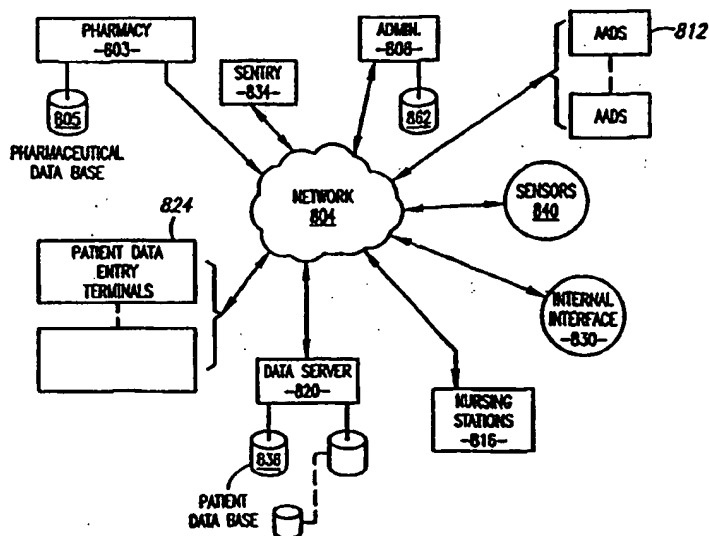 PHARMACY
-803-
805
PHARMACEUTICAL
DATA BASE
SENTRY
-834-
ADMIN.
-808-
862
AADS
812
AADS
NETWORK
804
SENSORS
840
824
PATIENT DATA
ENTRY
TERMINALS
INTERNAL
INTERFACE
-830-
DATA SERVER
-820-
838
PATIENT
DATA BASE
NURSING
STATIONS
-816-